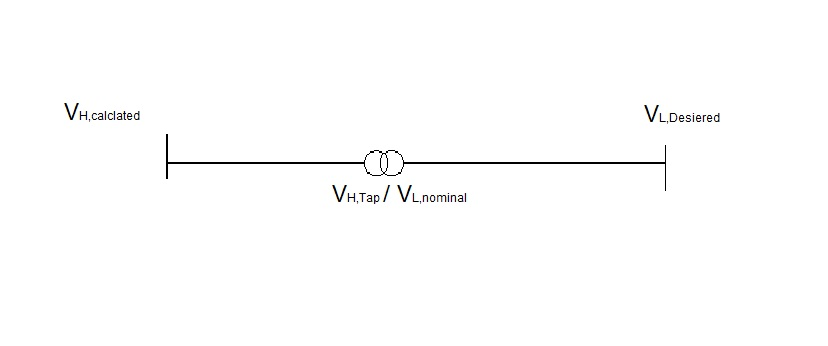 VH,calclated
VL,Desiered
VH,Tap / VL,nominal